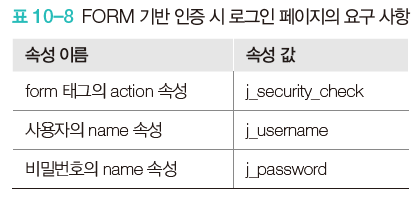 표 10-8 FORM 기반 인증 시 로그인 페이지의 요구 사항
속성 이름 속성 값
form 태그의 action 속성 j_security_check
사용자의 name 속성 j_username
비밀번호의 name 속성 j_password